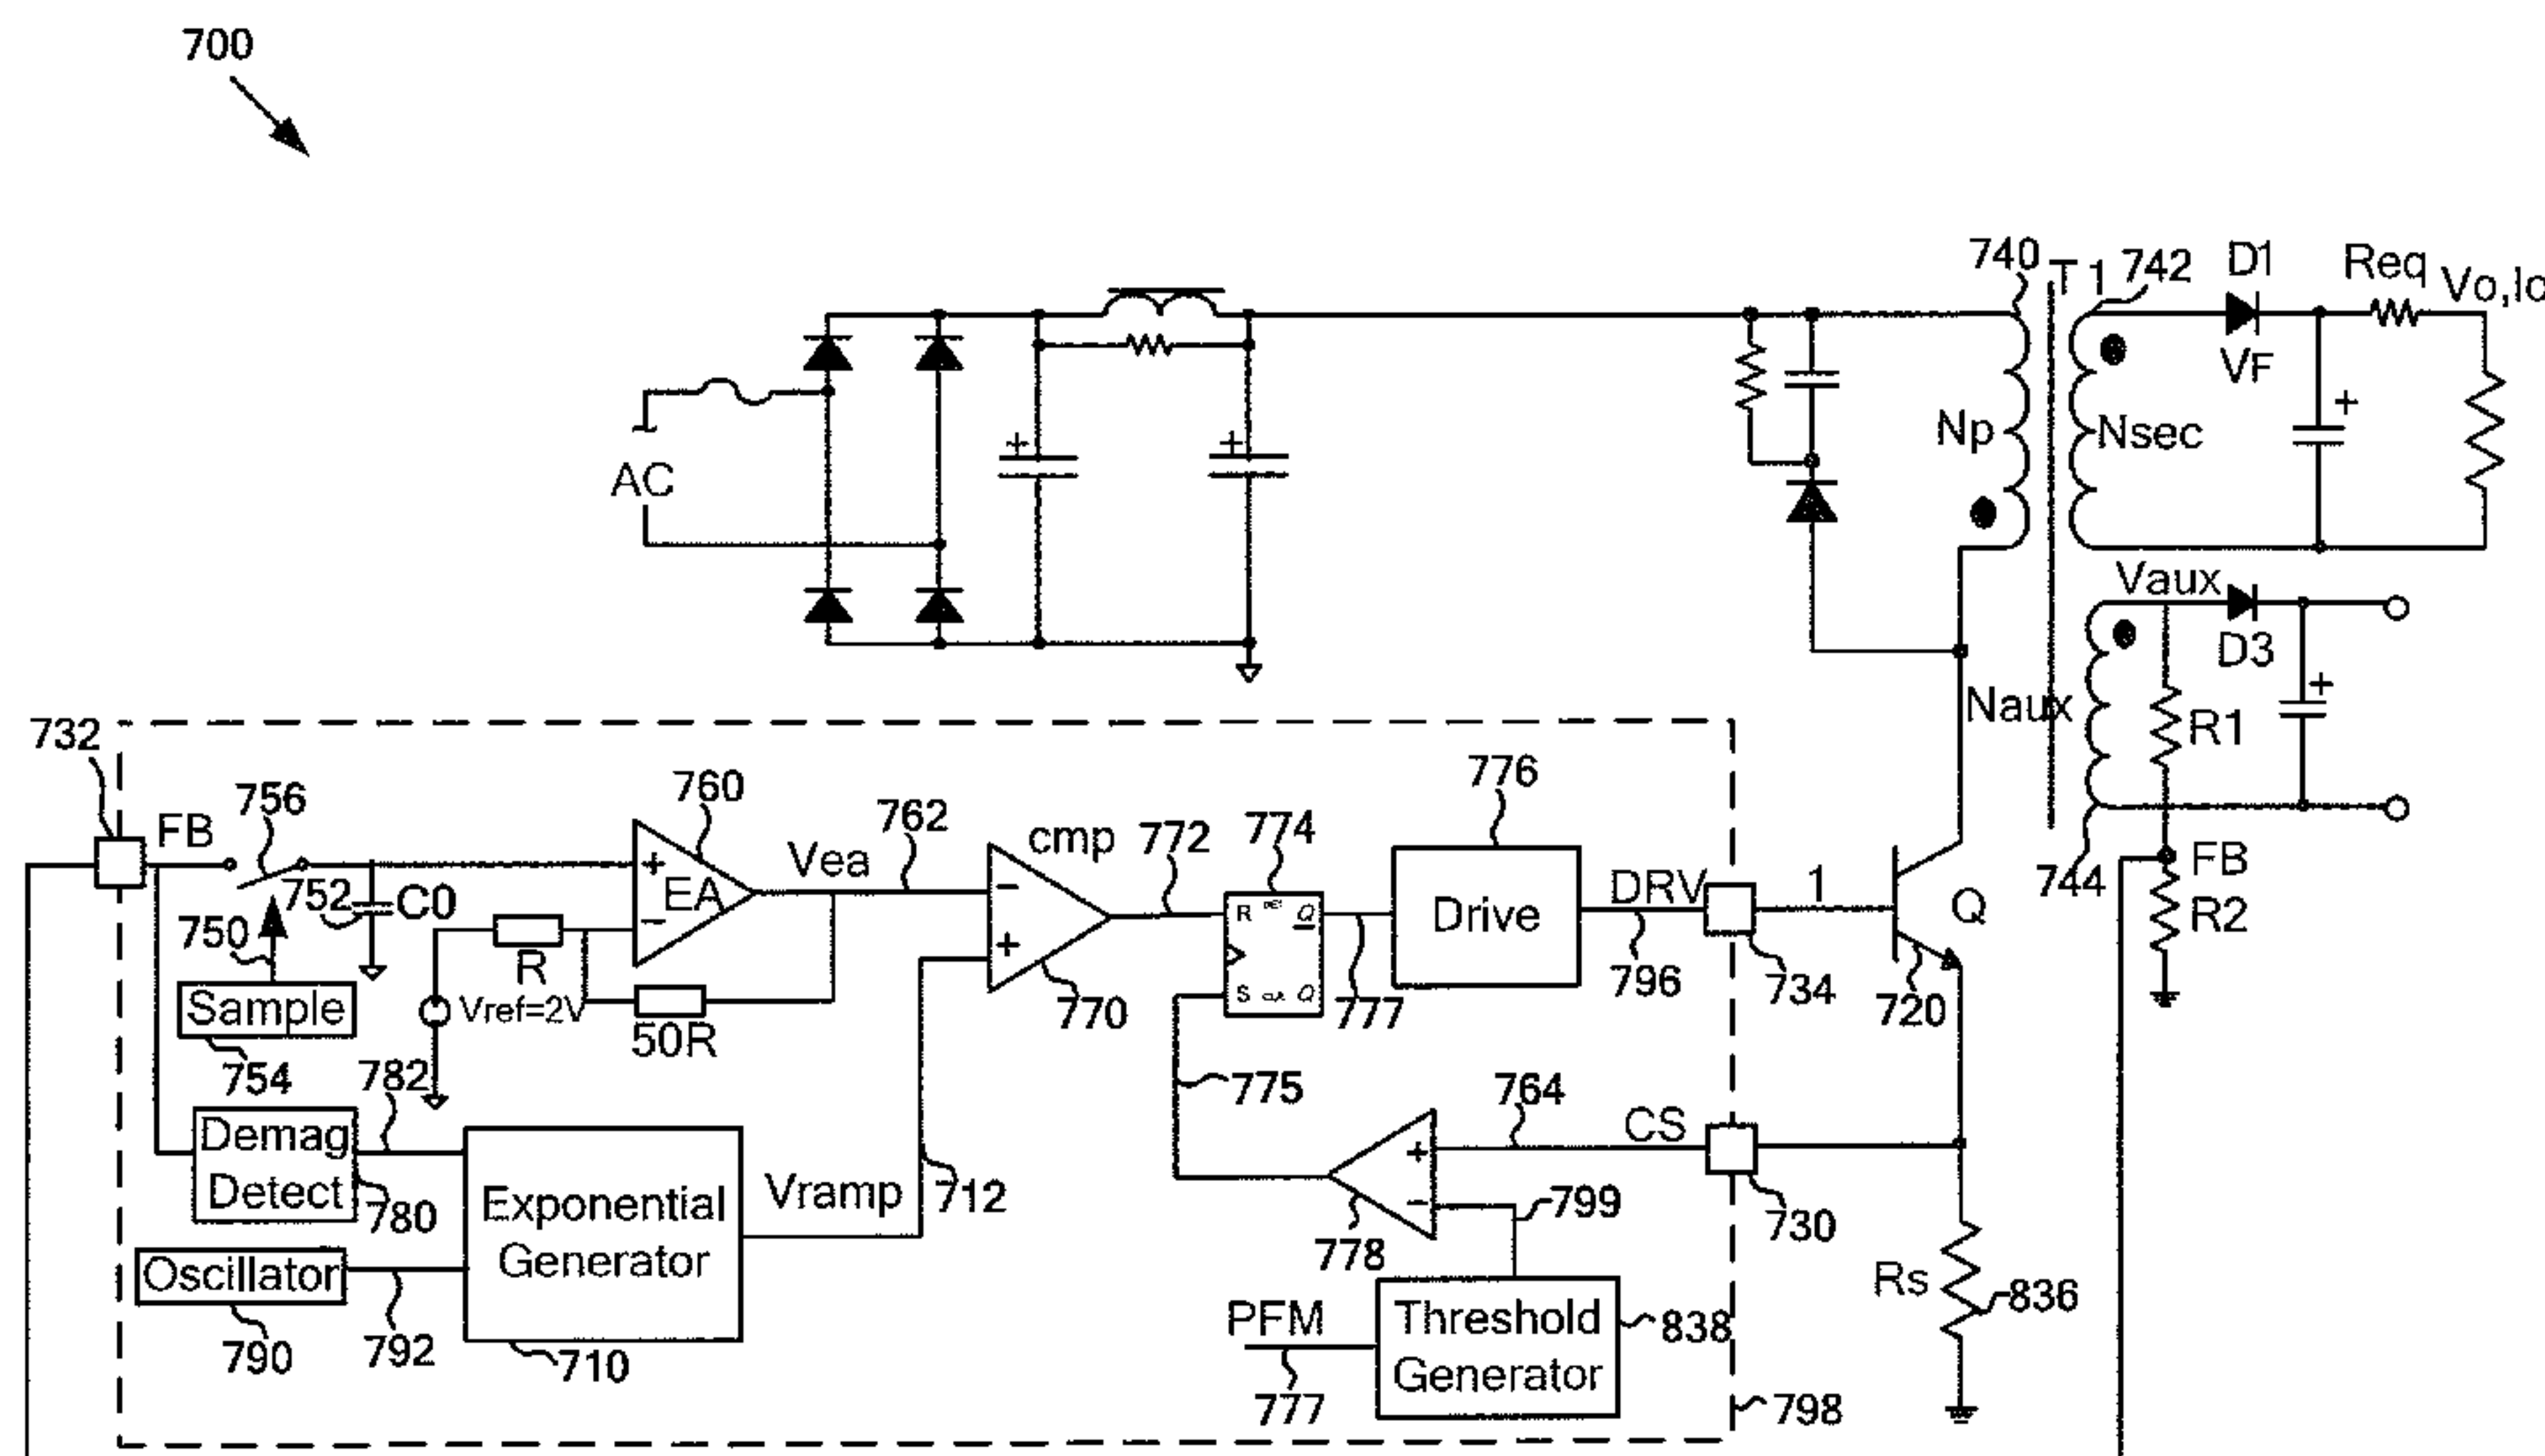 700
740
T1
742
D1
Req
Vo,Io
VF
AC
Np
Nsec
Vaux
D3
Naux
R1
732
756
760
762
776
FB
Vea
cmp
772
774
752
C0
EA
DRV
1
Q
744
FB
R2
+
−
R
Q
Drive
750
R
Vref=2V
S
Q
777
796
734
720
Sample
50R
770
754
782
775
764
CS
Demag
Detect
780
Exponential
Generator
Vramp
712
799
778
730
Oscillator
790
792
710
PFM
777
Threshold
Generator
838
Rs
836
798